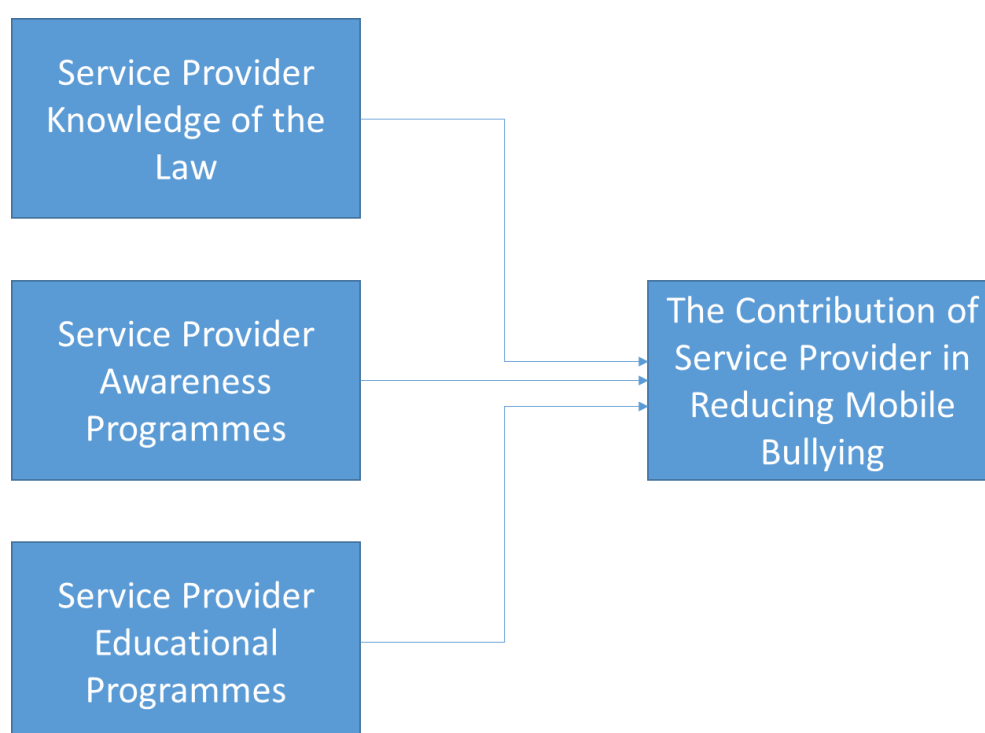 Service Provider
Knowledge of the
Law
Service Provider
Awareness
Programmes
The Contribution of
Service Provider in
Reducing Mobile
Bullying
Service Provider
Educational
Programmes